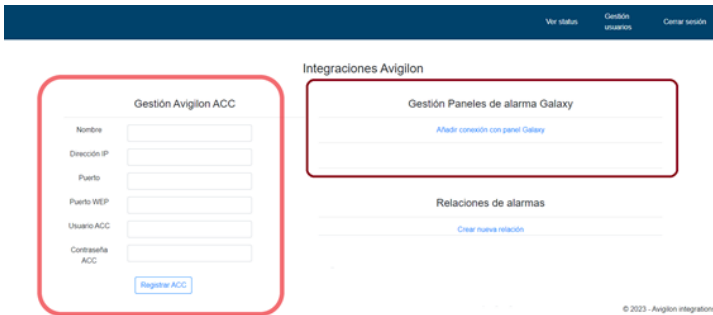 Ver status
Gestión usuarios
Cerrar sesión
Integraciones Avigilon
Gestión Avigilon ACC
Nombre
Dirección IP
Puerto
Puerto WEP
Usuario ACC
Contraseña
ACC
Registrar ACC
Gestión Paneles de alarma Galaxy
Añadir conexión con panel Galaxy
Relaciones de alarmas
Crear nueva relación
© 2023 - Avigilon integrations